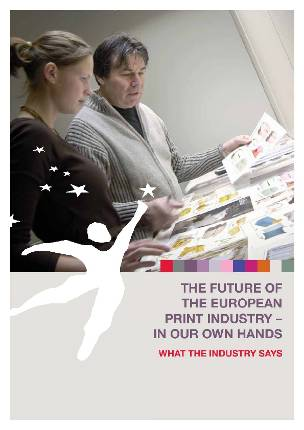 THE FUTURE OF
THE EUROPEAN
PRINT INDUSTRY –
IN OUR OWN HANDS
WHAT THE INDUSTRY SAYS